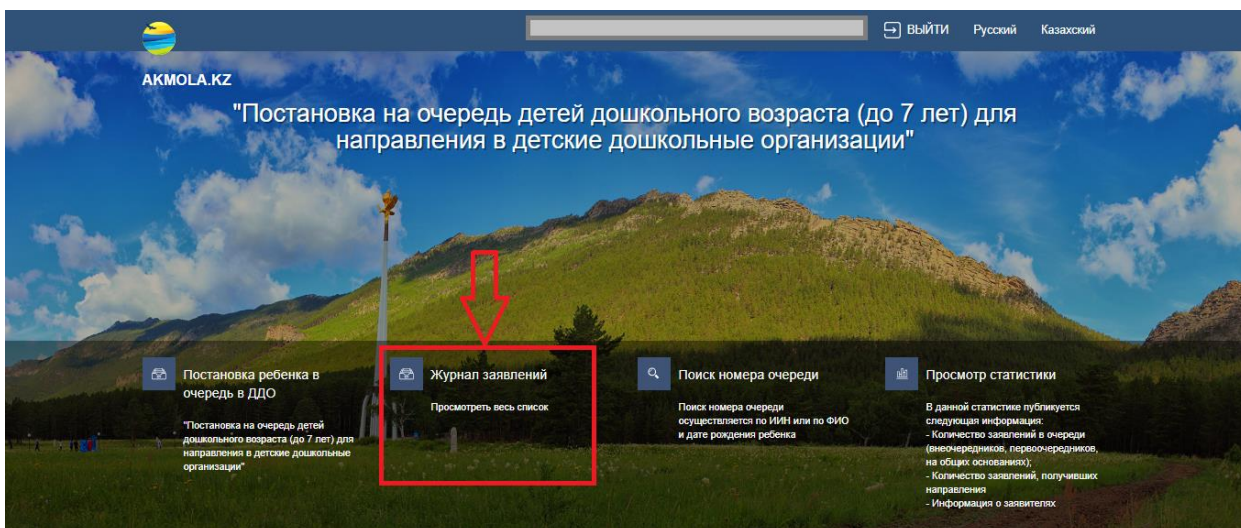 ВЫЙТИ Русский Казахский
AKMOLA.KZ
"Постановка на очередь детей дошкольного возраста (до 7 лет) для
направления в детские дошкольные организации"
Постановка ребенка в
очередь в ДДО
"Постановка на очередь детей
дошкольного возраста (до 7 лет) для
направления в детские дошкольные
организации"
Журнал заявлений
Просмотреть весь список
Поиск номера очереди
Поиск номера очереди
осуществляется по ИИН или по ФИО
и дате рождения ребенка
Просмотр статистики
В данной статистике публикуется
следующая информация:
- Количество заявлений в очереди
(внеочередников, первоочередников,
на общих основаниях);
- Количество заявлений, получивших
направления
- Информация о заявителях